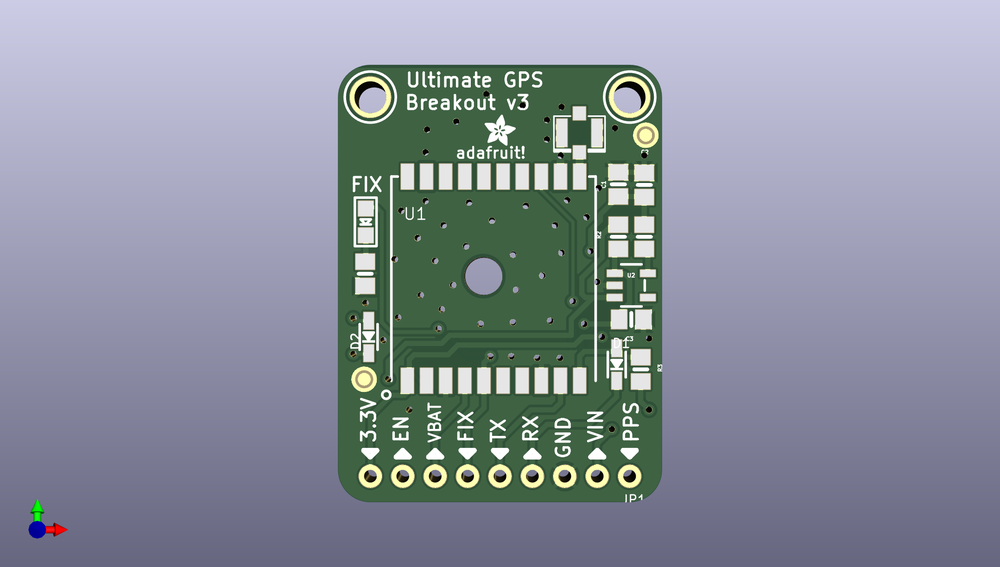 Ultimate GPS
Breakout v3
adafruit!
FIX
U1
U2
D2
D1
3.3V
EN
VBAT
FIX
TX
RX
GND
VIN
PPS
JP1